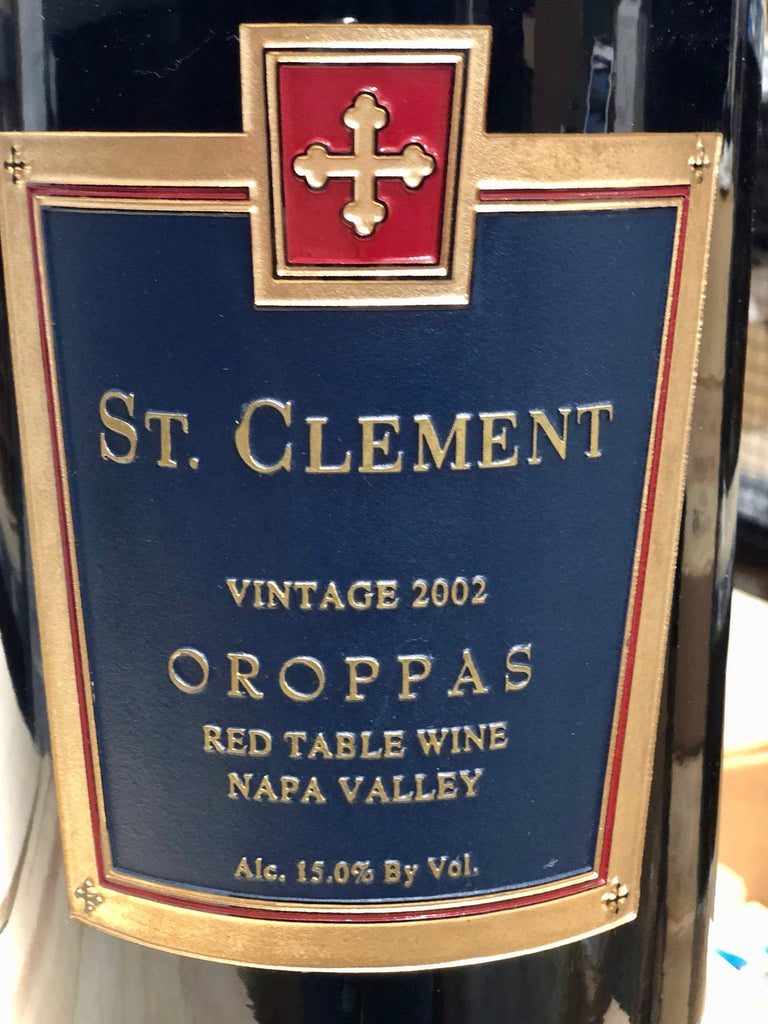 ST. CLEMENT
VINTAGE 2002
OROPPAS
RED TABLE WINE
NAPA VALLEY
Alc. 15.0% By Vol.